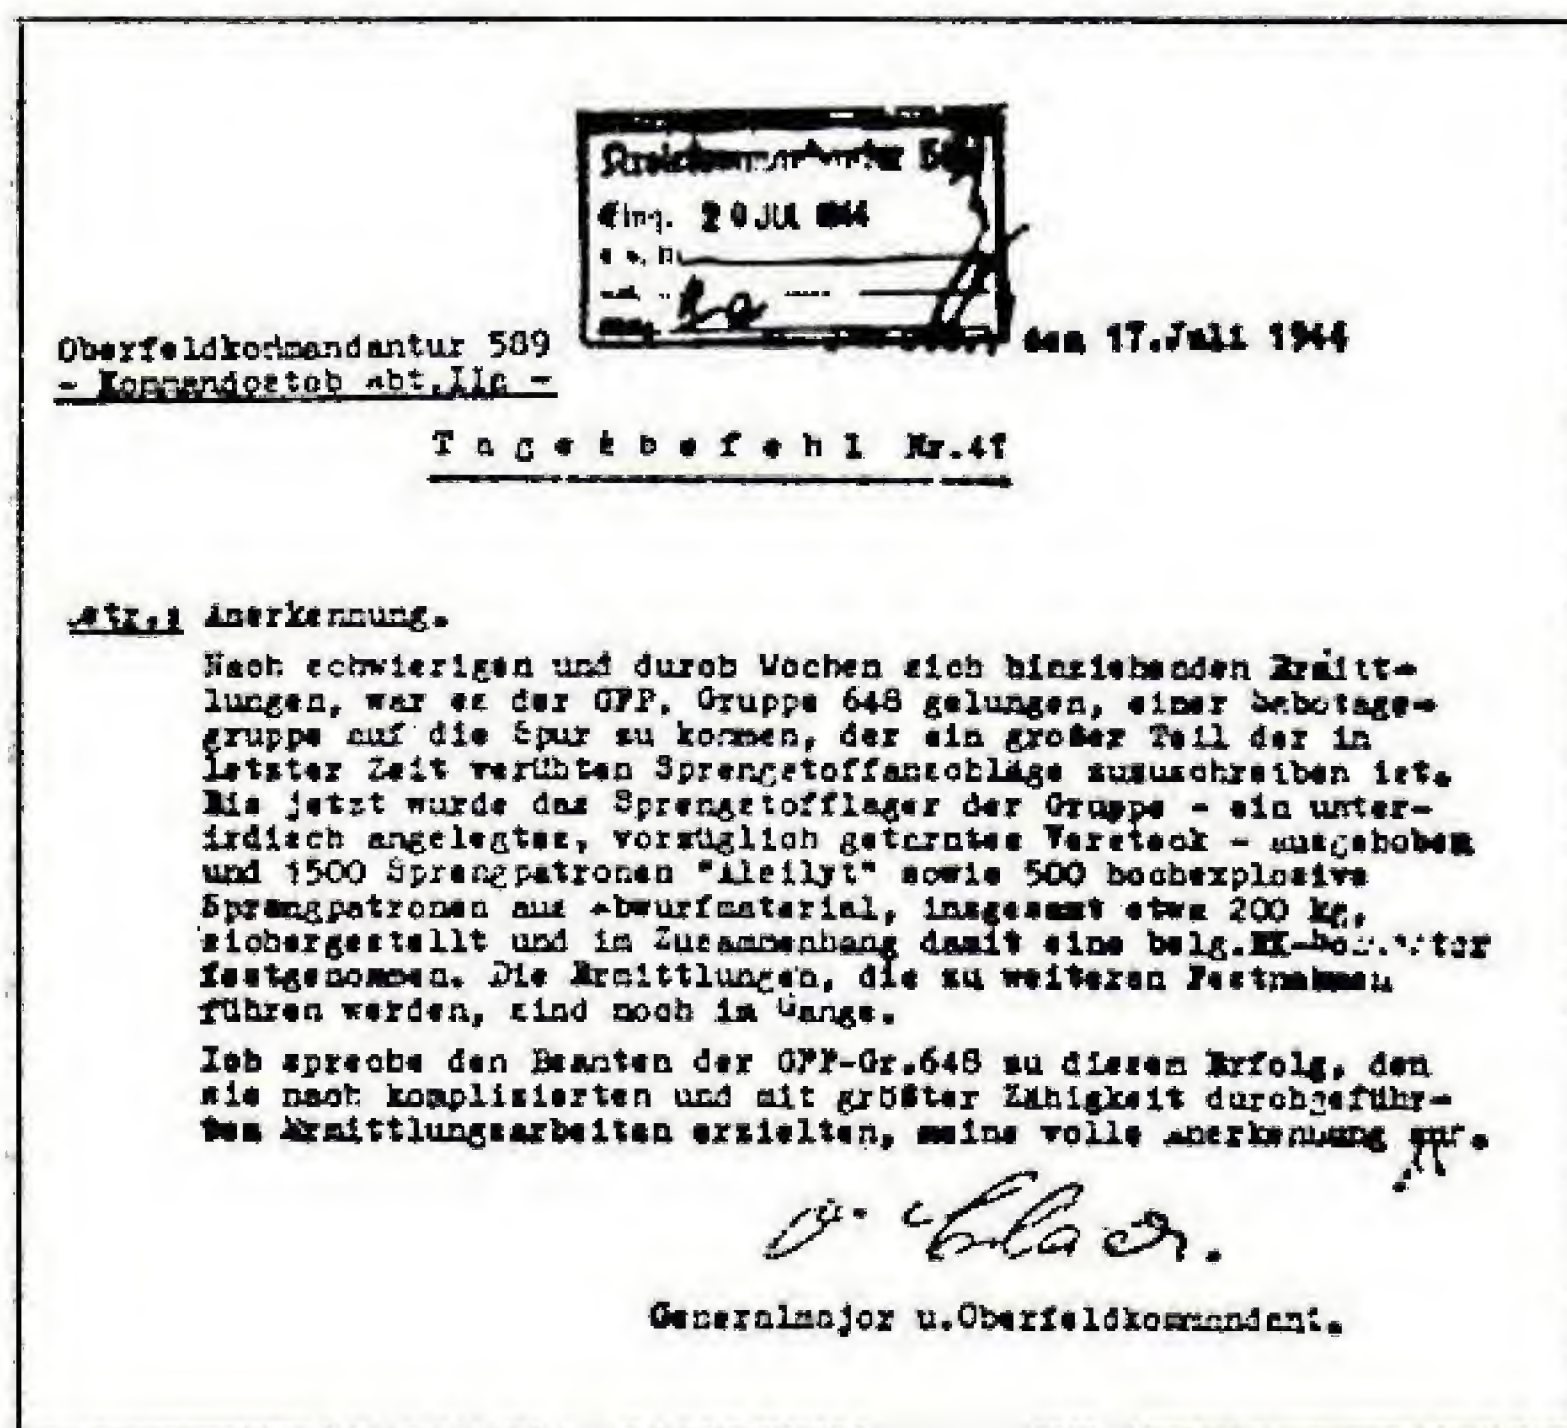 Kreiskommandantur
Eing. 20 JUL 1944
Oberfeldkommandantur 589
den 17.Juli 1944
- Kommandostab Abt.IIa -
Tagesbefehl Nr.41
Betr.: Anerkennung.
Nach schwierigen und durch Wochen sich hinziehenden Ermitt-
lungen, war es der GFP. Gruppe 648 gelungen, einer Sabotage-
gruppe auf die Spur zu kommen, der ein großer Teil der in
letzter Zeit verübten Sprengstoffanschläge zuzuschreiben ist.
Bis jetzt wurde das Sprengstofflager der Gruppe - ein unter-
irdisch angelegtes, vorzüglich getarntes Versteck - ausgehoben
und 1500 Sprengpatronen "Alsilyt" sowie 500 hochexplosive
Sprengpatronen aus Abwurfmaterial, insgesamt etwa 200 kg,
sichergestellt und im Zusammenhang damit eine belg.
festgenommen. Die Ermittlungen, die zu weiteren Festnahmen
führen werden, sind noch im Gange.
Ich spreche den Beamten der GFP-Gr.648 zu diesem Erfolg, den
sie nach komplizierten und mit größter Zähigkeit durchgeführ-
ten Ermittlungsarbeiten erzielten, meine volle Anerkennung aus.
Generalmajor u.Oberfeldkommandant.